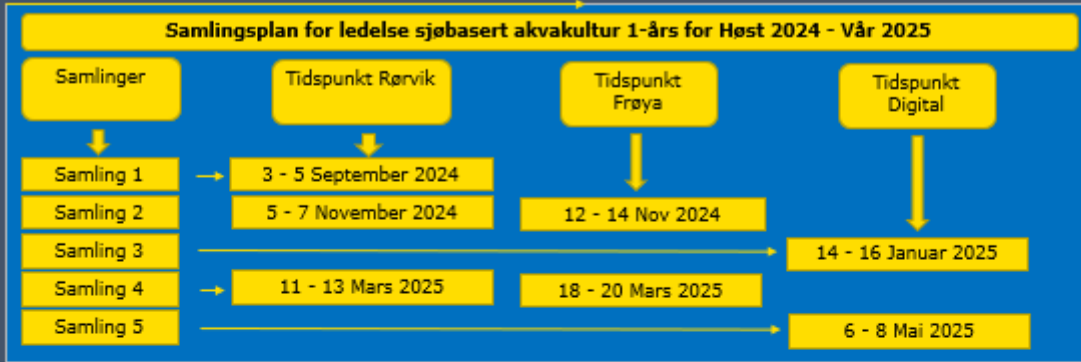 Samlingsplan for ledelse sjøbasert akvakultur 1-års for Høst 2024 - Vår 2025
Samlinger
Tidspunkt Rørvik
Tidspunkt
Frøya
Tidspunkt
Digital
Samling 1
3 - 5 September 2024
Samling 2
5 - 7 November 2024
12 - 14 Nov 2024
Samling 3
14 - 16 Januar 2025
Samling 4
11 - 13 Mars 2025
18 - 20 Mars 2025
Samling 5
6 - 8 Mai 2025